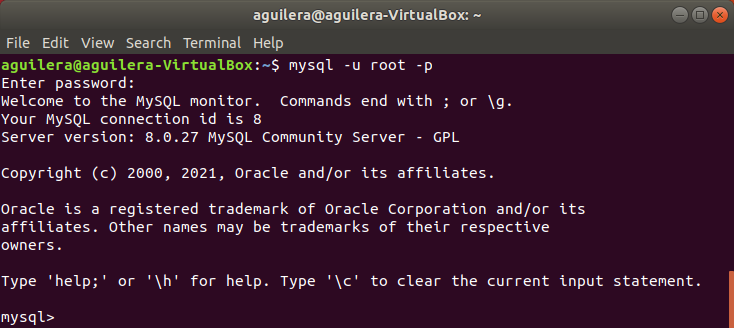 aguilera@aguilera-VirtualBox: ~
File Edit View Search Terminal Help
aguilera@aguilera-VirtualBox:~$ mysql -u root -p
Enter password:
Welcome to the MySQL monitor.  Commands end with ; or \g.
Your MySQL connection id is 8
Server version: 8.0.27 MySQL Community Server - GPL
Copyright (c) 2000, 2021, Oracle and/or its affiliates.
Oracle is a registered trademark of Oracle Corporation and/or its
affiliates. Other names may be trademarks of their respective
owners.
Type 'help;' or '\h' for help. Type '\c' to clear the current input statement.
mysql>